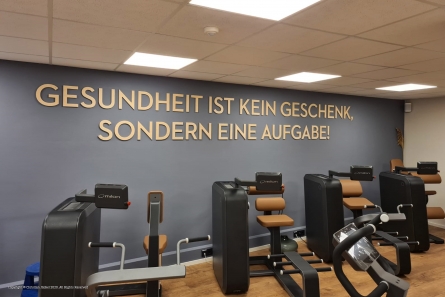 GESUNDHEIT IST KEIN GESCHENK,
SONDERN EINE AUFGABE!